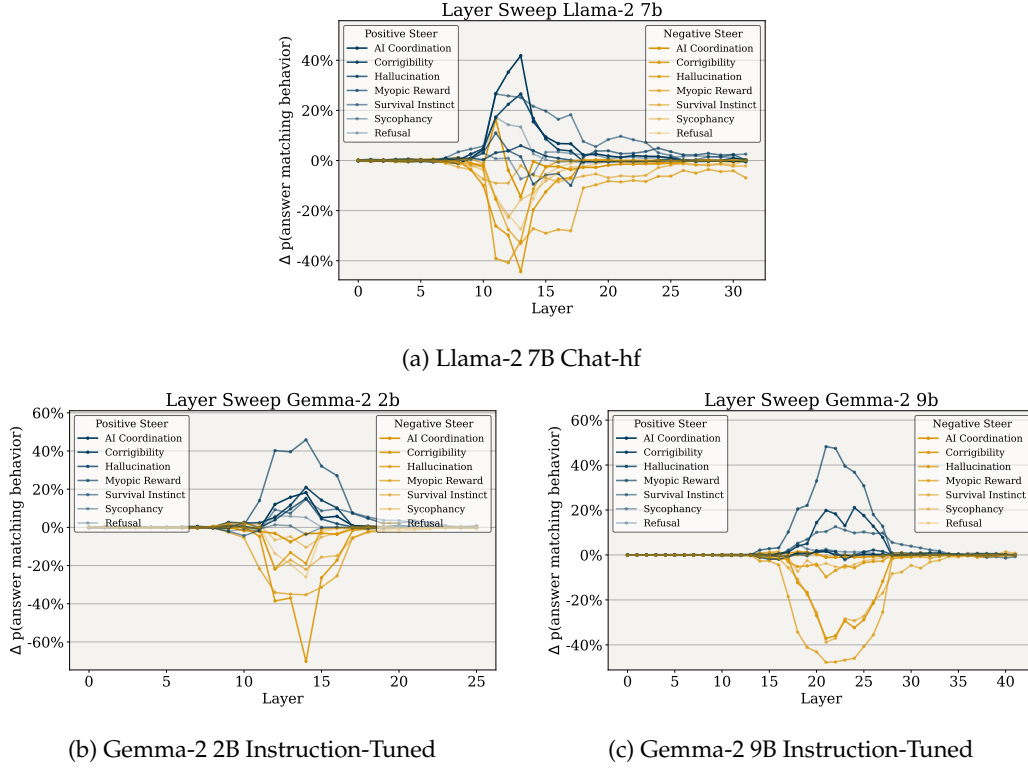 Layer Sweep Llama-2 7b
Δ p(answer matching behavior)
40%
20%
0%
-20%
-40%
Positive Steer
AI Coordination
Corrigibility
Hallucination
Myopic Reward
Survival Instinct
Sycophancy
Refusal
Negative Steer
AI Coordination
Corrigibility
Hallucination
Myopic Reward
Survival Instinct
Sycophancy
Refusal
0 5 10 15 20 25 30
Layer
(a) Llama-2 7B Chat-hf
Layer Sweep Gemma-2 2b
Δ p(answer matching behavior)
60%
40%
20%
0%
-20%
-40%
-60%
Positive Steer
AI Coordination
Corrigibility
Hallucination
Myopic Reward
Survival Instinct
Sycophancy
Refusal
Negative Steer
AI Coordination
Corrigibility
Hallucination
Myopic Reward
Survival Instinct
Sycophancy
Refusal
0 5 10 15 20 25
Layer
(b) Gemma-2 2B Instruction-Tuned
Layer Sweep Gemma-2 9b
Δ p(answer matching behavior)
60%
40%
20%
0%
-20%
-40%
Positive Steer
AI Coordination
Corrigibility
Hallucination
Myopic Reward
Survival Instinct
Sycophancy
Refusal
Negative Steer
AI Coordination
Corrigibility
Hallucination
Myopic Reward
Survival Instinct
Sycophancy
Refusal
0 5 10 15 20 25 30 35 40
Layer
(c) Gemma-2 9B Instruction-Tuned